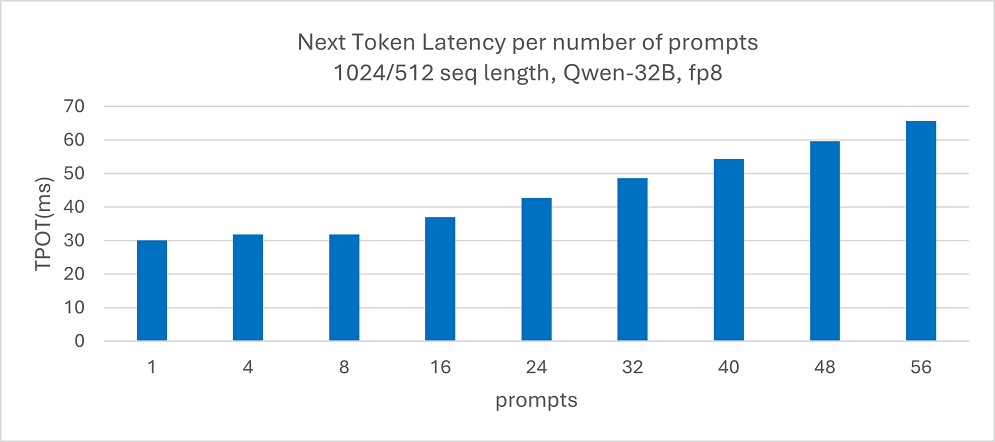 Next Token Latency per number of prompts
1024/512 seq length, Qwen-32B, fp8
TPOT(ms)
70
60
50
40
30
20
10
0
1 4 8 16 24 32 40 48 56
prompts